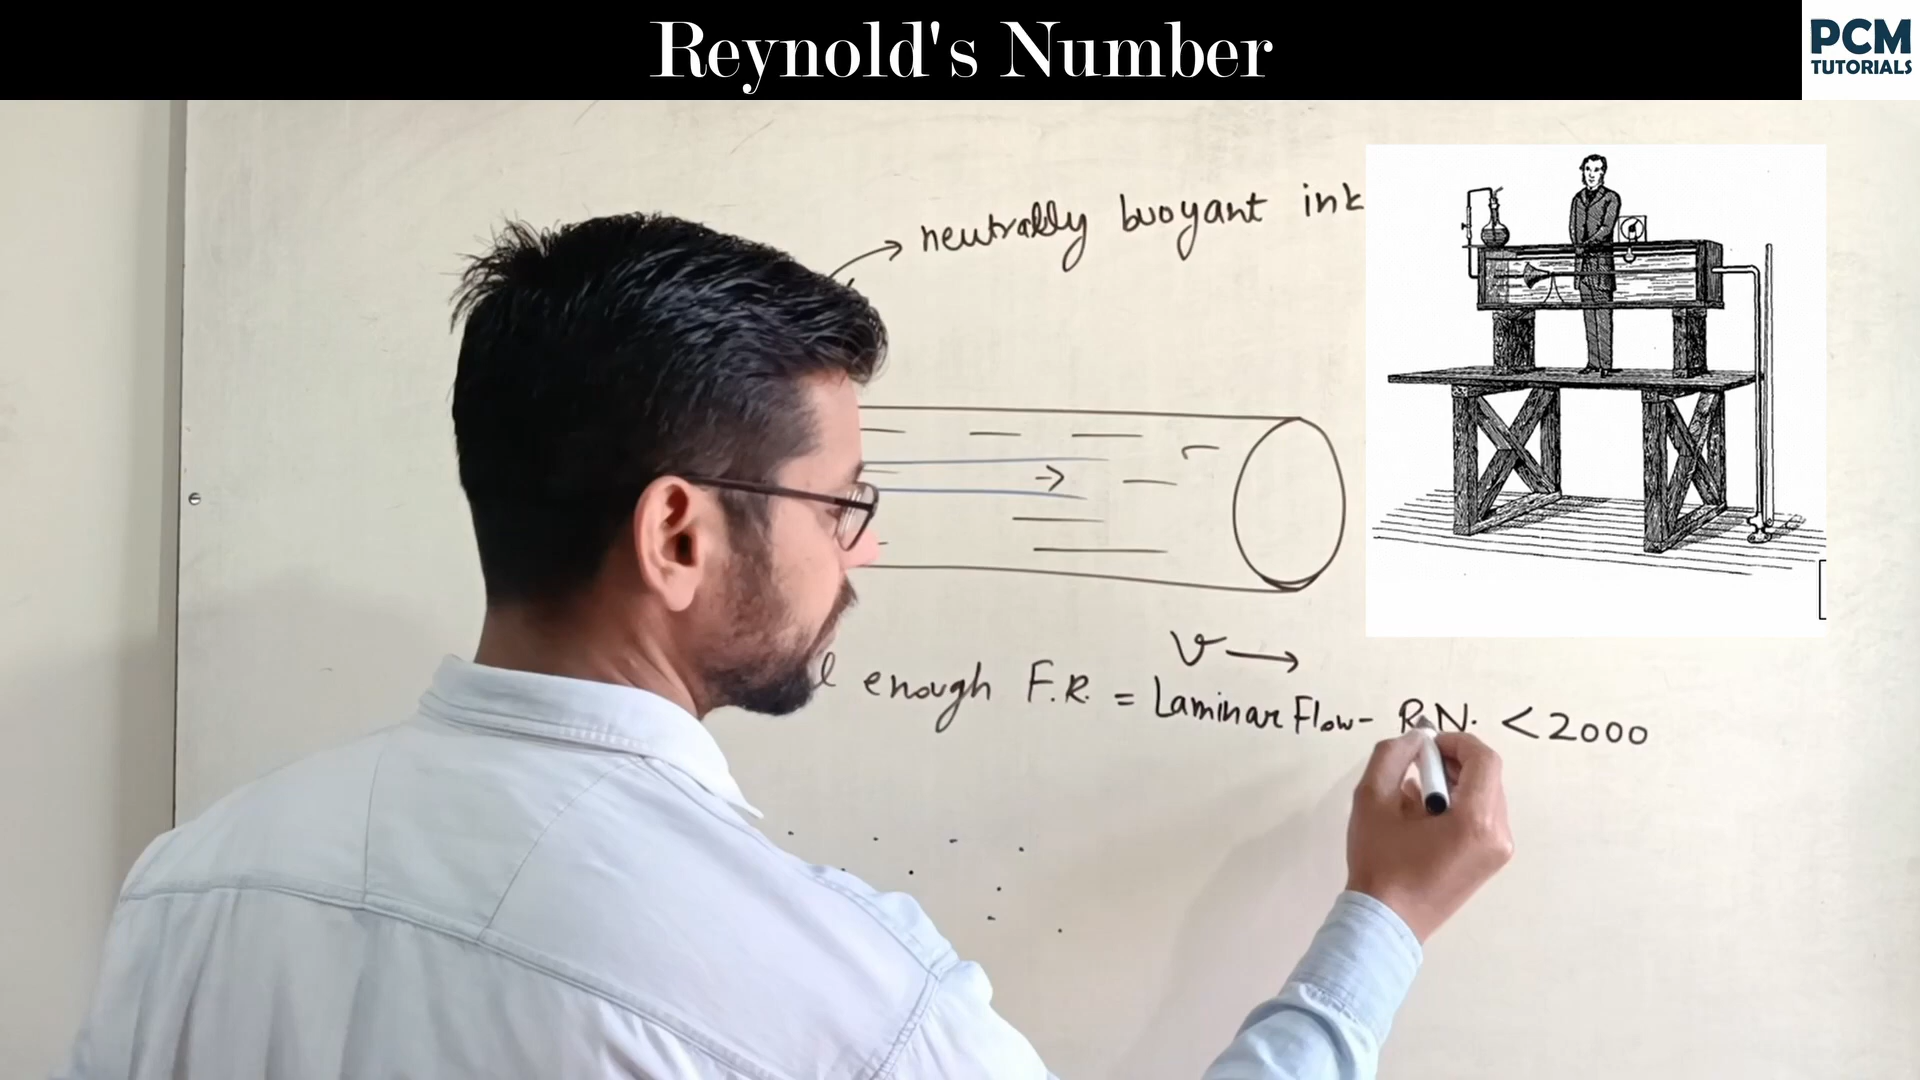 Reynold's Number
PCM
TUTORIALS
neutrally buoyant ink
V
enough F.R. = Laminar Flow- R.N. <2000